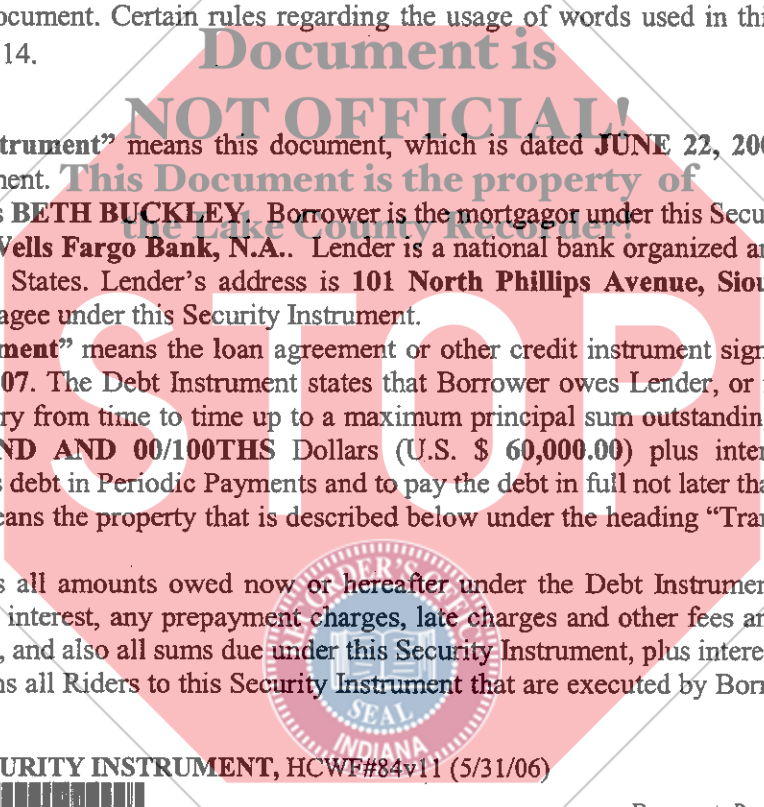 ocument. Certain rules regarding the usage of words used in thi
14.
Document is
NOT OFFICIAL!
trument” means this document, which is dated JUNE 22, 200
ment.
This Document is the property of
s BETH BUCKLEY. Borrower is the mortgagor under this Secu
the Lake County Recorder!
Wells Fargo Bank, N.A.. Lender is a national bank organized a
States. Lender’s address is 101 North Phillips Avenue, Siou
agee under this Security Instrument.
ment” means the loan agreement or other credit instrument sign
07. The Debt Instrument states that Borrower owes Lender, or
ry from time to time up to a maximum principal sum outstandin
ND AND 00/100THS Dollars (U.S. $ 60,000.00) plus inter
s debt in Periodic Payments and to pay the debt in full not later tha
eans the property that is described below under the heading “Tran
STOP
s all amounts owed now or hereafter under the Debt Instrumen
interest, any prepayment charges, late charges and other fees an
, and also all sums due under this Security Instrument, plus intere
ns all Riders to this Security Instrument that are executed by Born
RECORDER'S
SEAL
INDIANA
URITY INSTRUMENT, HCWF#84v11 (5/31/06)